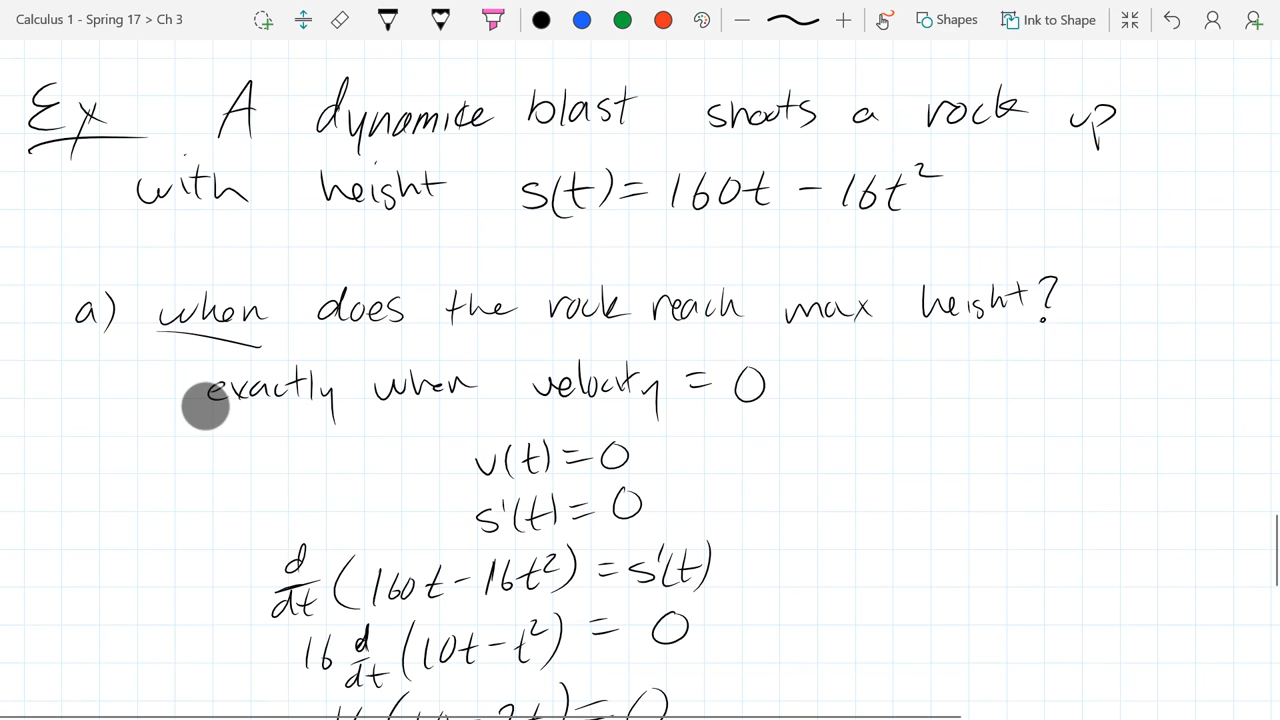 Calculus 1 - Spring 17 > Ch 3
Shapes
Ink to Shape
Ex A dynamite blast shoots a rock up
with height s(t) = 160t - 16t²
a) when does the rock reach max height?
exactly when velocity = 0
v(t) = 0
s'(t) = 0
d/dt (160t - 16t²) = s'(t)
16 d/dt (10t - t²) = 0